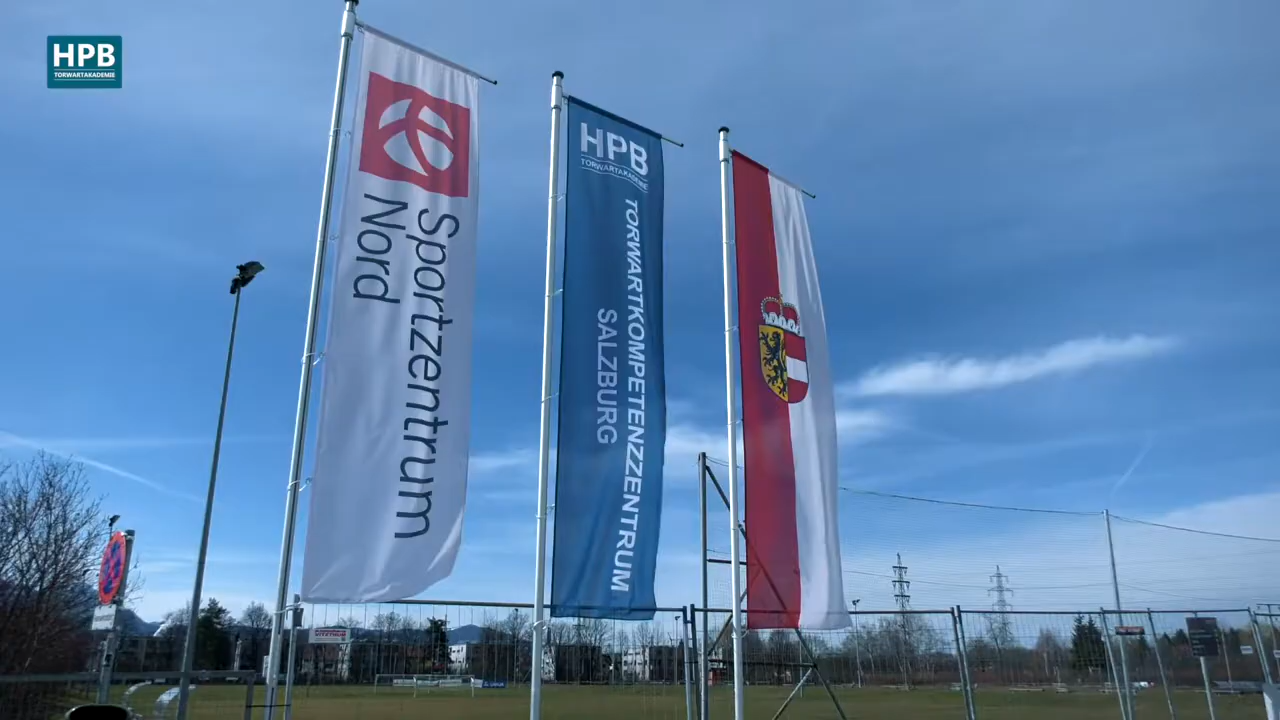 HPB
TORWARTAKADEMIE
Sportzentrum
Nord
HPB
TORWARTAKADEMIE
TORWARTKOMPETENZZENTRUM
SALZBURG